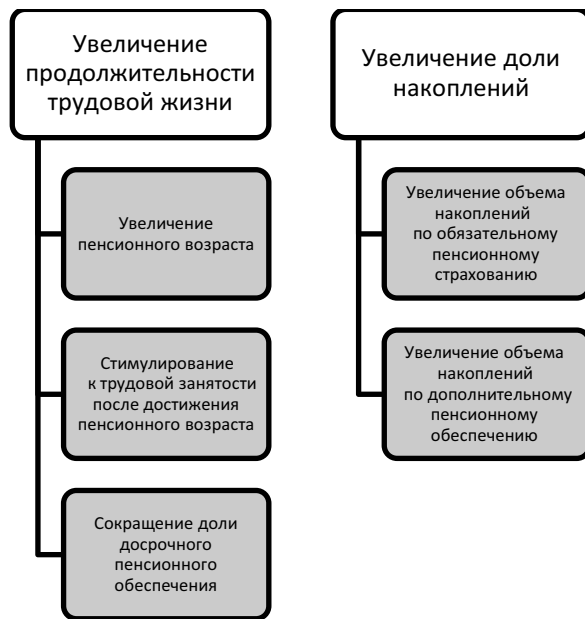 Увеличение
продолжительности
трудовой жизни
Увеличение
пенсионного возраста
Стимулирование
к трудовой занятости
после достижения
пенсионного возраста
Сокращение доли
досрочного
пенсионного
обеспечения
Увеличение доли
накоплений
Увеличение объема
накоплений
по обязательному
пенсионному
страхованию
Увеличение объема
накоплений
по дополнительному
пенсионному
обеспечению